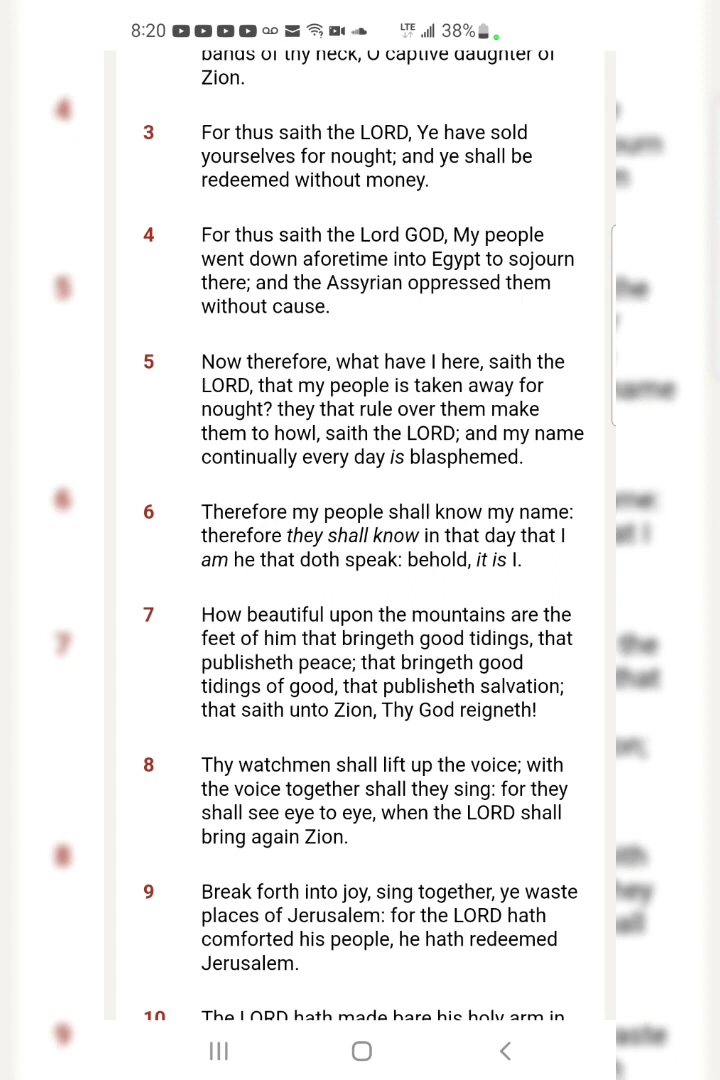 8:20 LTE 38%
bands of thy neck, O captive daughter of
Zion.
3 For thus saith the LORD, Ye have sold
yourselves for nought; and ye shall be
redeemed without money.
4 For thus saith the Lord GOD, My people
went down aforetime into Egypt to sojourn
there; and the Assyrian oppressed them
without cause.
5 Now therefore, what have I here, saith the
LORD, that my people is taken away for
nought? they that rule over them make
them to howl, saith the LORD; and my name
continually every day is blasphemed.
6 Therefore my people shall know my name:
therefore they shall know in that day that I
am he that doth speak: behold, it is I.
7 How beautiful upon the mountains are the
feet of him that bringeth good tidings, that
publisheth peace; that bringeth good
tidings of good, that publisheth salvation;
that saith unto Zion, Thy God reigneth!
8 Thy watchmen shall lift up the voice; with
the voice together shall they sing: for they
shall see eye to eye, when the LORD shall
bring again Zion.
9 Break forth into joy, sing together, ye waste
places of Jerusalem: for the LORD hath
comforted his people, he hath redeemed
Jerusalem.
10 The LORD hath made bare his holy arm in